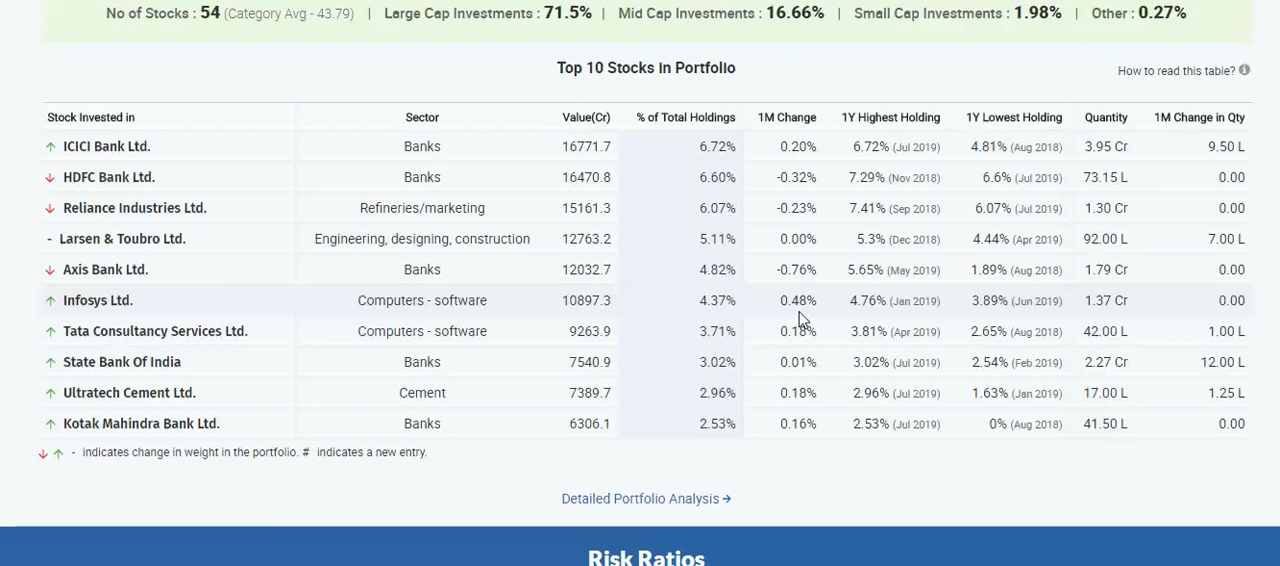 No of Stocks : 54 (Category Avg - 43.79) | Large Cap Investments : 71.5% | Mid Cap Investments : 16.66% | Small Cap Investments : 1.98% | Other : 0.27%
Top 10 Stocks in Portfolio
How to read this table?
Stock Invested in Sector Value(Cr) % of Total Holdings 1M Change 1Y Highest Holding 1Y Lowest Holding Quantity 1M Change in Qty
↑ ICICI Bank Ltd. Banks 16771.7 6.72% 0.20% 6.72% (Jul 2019) 4.81% (Aug 2018) 3.95 Cr 9.50 L
↓ HDFC Bank Ltd. Banks 16470.8 6.60% -0.32% 7.29% (Nov 2018) 6.6% (Jul 2019) 73.15 L 0.00
↓ Reliance Industries Ltd. Refineries/marketing 15161.3 6.07% -0.23% 7.41% (Sep 2018) 6.07% (Jul 2019) 1.30 Cr 0.00
- Larsen & Toubro Ltd. Engineering, designing, construction 12763.2 5.11% 0.00% 5.3% (Dec 2018) 4.44% (Apr 2019) 92.00 L 7.00 L
↓ Axis Bank Ltd. Banks 12032.7 4.82% -0.76% 5.65% (May 2019) 1.89% (Aug 2018) 1.79 Cr 0.00
↑ Infosys Ltd. Computers - software 10897.3 4.37% 0.48% 4.76% (Jan 2019) 3.89% (Jun 2019) 1.37 Cr 0.00
↑ Tata Consultancy Services Ltd. Computers - software 9263.9 3.71% 0.18% 3.81% (Apr 2019) 2.65% (Aug 2018) 42.00 L 1.00 L
↑ State Bank Of India Banks 7540.9 3.02% 0.01% 3.02% (Jul 2019) 2.54% (Feb 2019) 2.27 Cr 12.00 L
↑ Ultratech Cement Ltd. Cement 7389.7 2.96% 0.18% 2.96% (Jul 2019) 1.63% (Jan 2019) 17.00 L 1.25 L
↑ Kotak Mahindra Bank Ltd. Banks 6306.1 2.53% 0.16% 2.53% (Jul 2019) 0% (Aug 2018) 41.50 L 0.00
↓ ↑ - indicates change in weight in the portfolio. # indicates a new entry.
Detailed Portfolio Analysis →
Risk Ratios